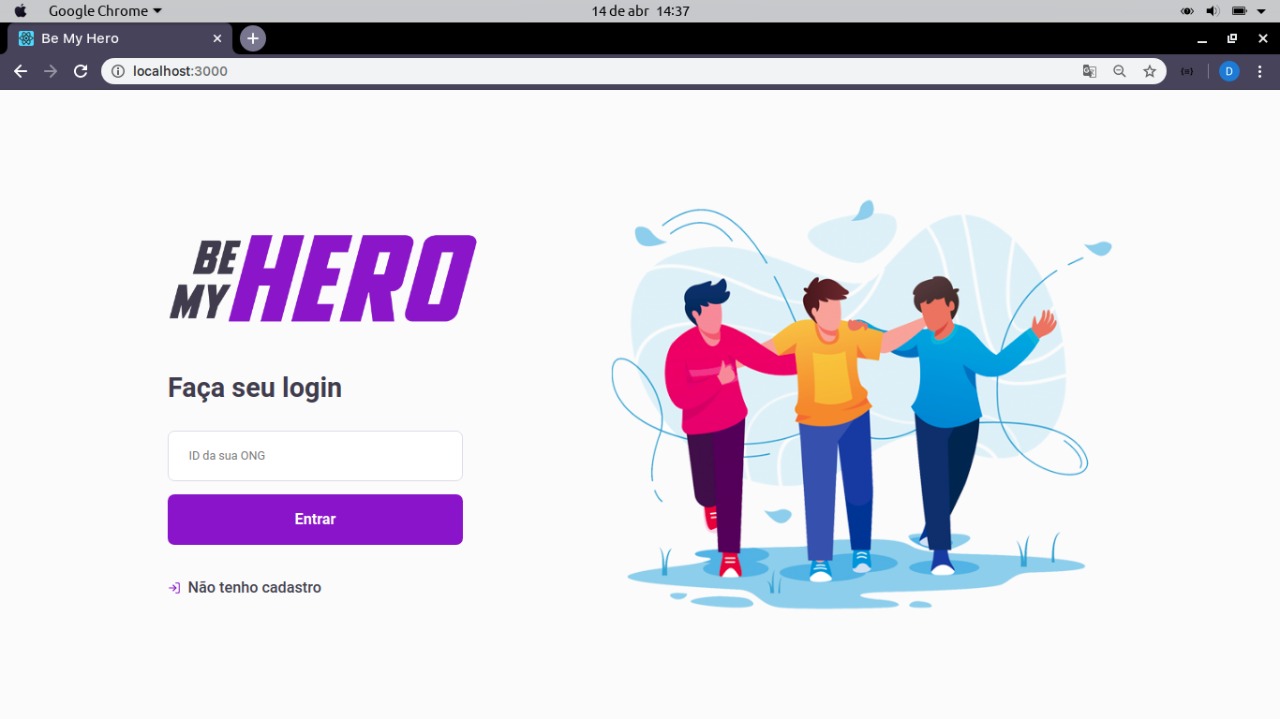 Google Chrome
14 de abr 14:37
Be My Hero
localhost:3000
D
BE MY HERO
Faça seu login
ID da sua ONG
Entrar
Não tenho cadastro